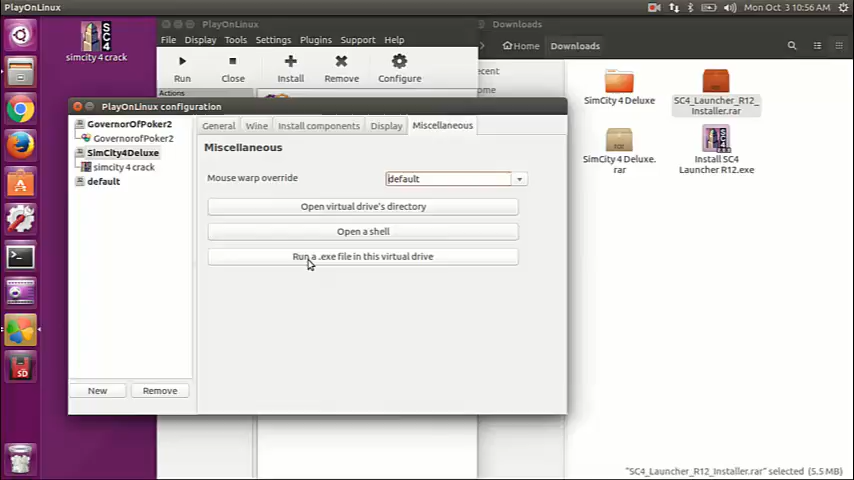 PlayOnLinux
Mon Oct 3 10:56 AM
simcity 4 crack
PlayOnLinux
File Display Tools Settings Plugins Support Help
Run Close Install Remove Configure
Actions
Downloads
Home Downloads
ecent
SimCity 4 Deluxe
SC4_Launcher_R12_
Installer.rar
SimCity 4 Deluxe.
rar
Install SC4
Launcher R12.exe
PlayOnLinux configuration
GovernorOfPoker2
GovernorofPoker2
SimCity4Deluxe
simcity 4 crack
default
New Remove
General Wine Install components Display Miscellaneous
Miscellaneous
Mouse warp override default
Open virtual drive's directory
Open a shell
Run a .exe file in this virtual drive
"SC4_Launcher_R12_Installer.rar" selected (5.5 MB)